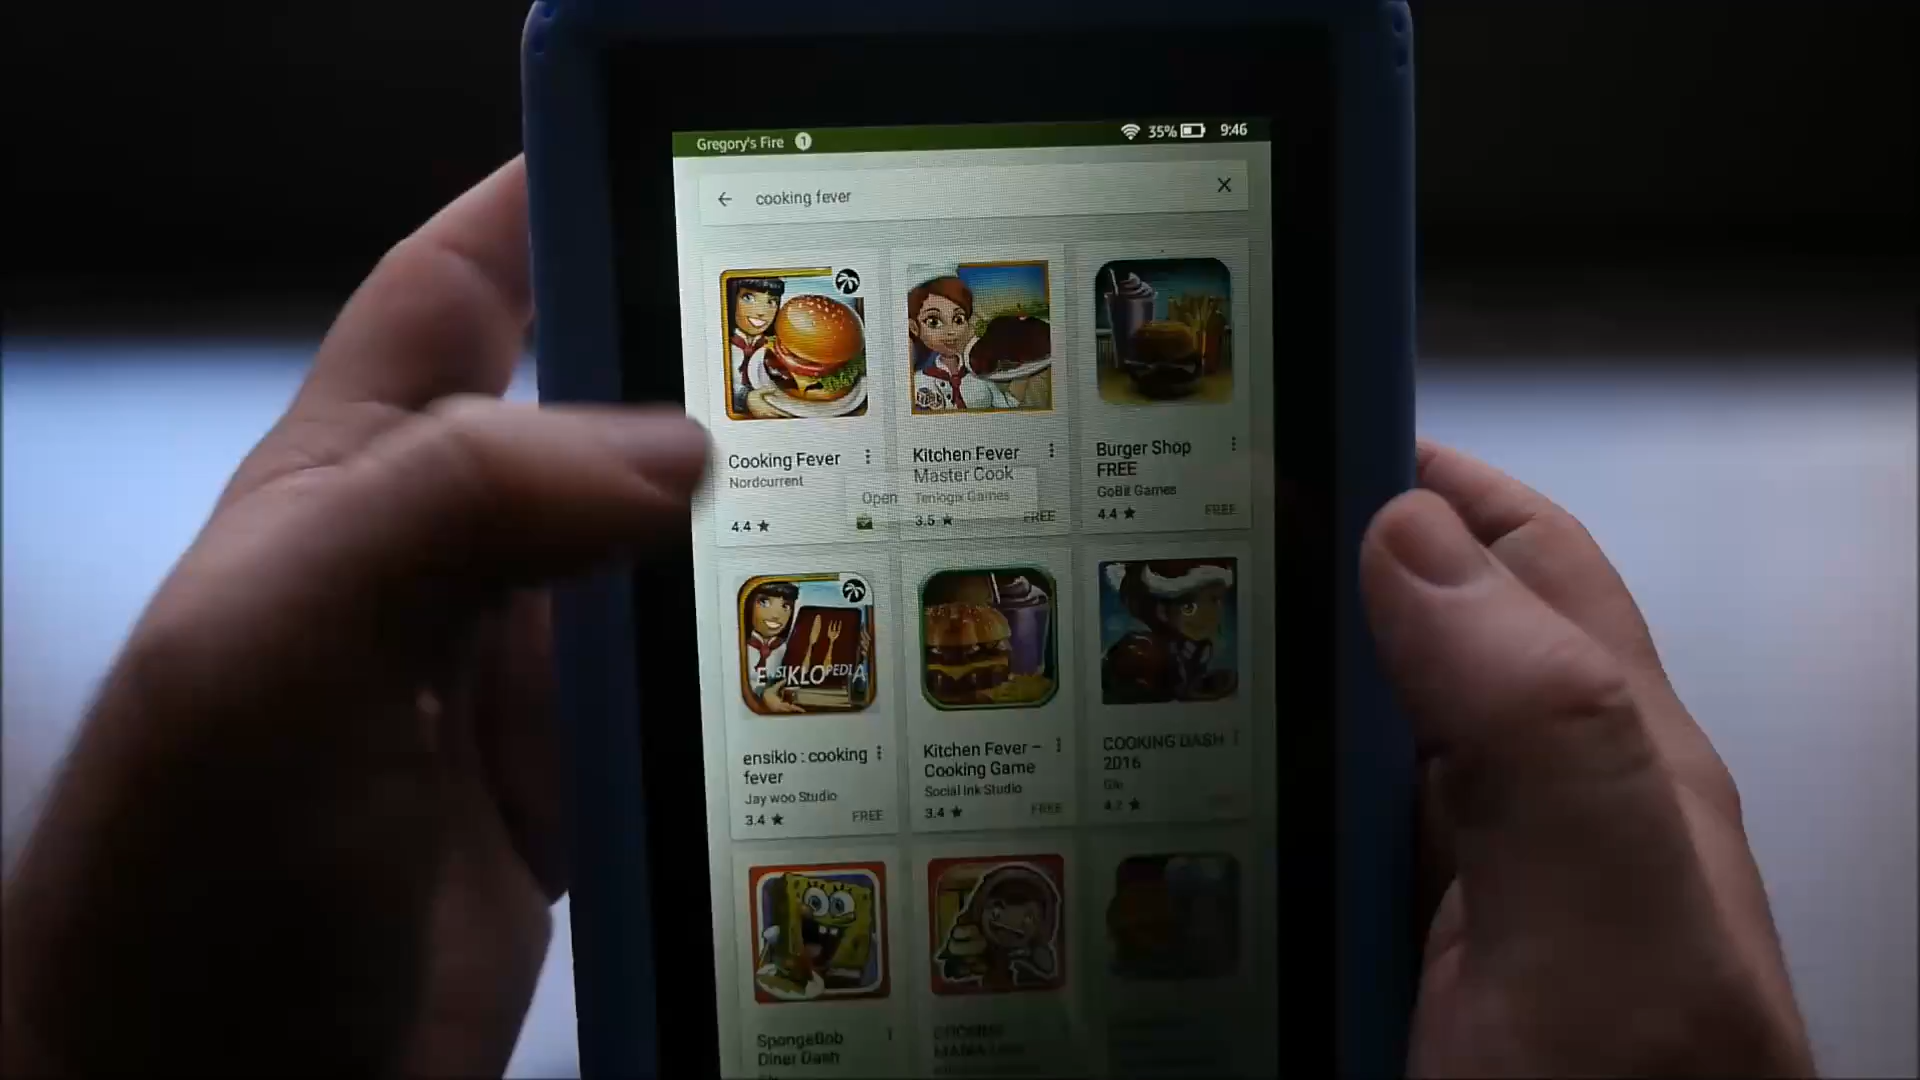 Gregory's Fire 1
35% 9:46
cooking fever
Cooking Fever
Nordcurrent
4.4 ★
Open
Kitchen Fever
Master Cook
Tenlogix Games
3.5 ★ FREE
Burger Shop
FREE
GoBit Games
4.4 ★ FREE
ENSIKLOPEDIA
ensiklo : cooking
fever
Jay woo Studio
3.4 ★ FREE
Kitchen Fever –
Cooking Game
Social Ink Studio
3.4 ★ FREE
COOKING DASH
2016
Glu
4.2 ★
SpongeBob
Diner Dash